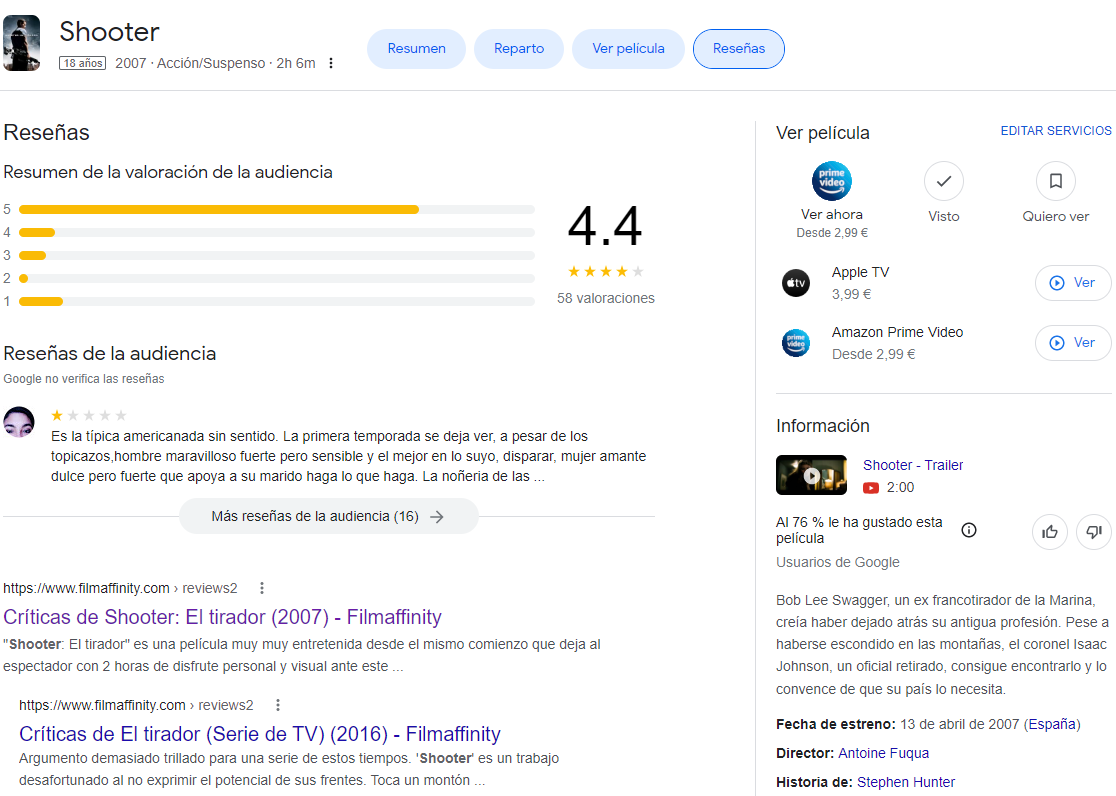 Shooter
18 años 2007 · Acción/Suspenso · 2h 6m
Resumen
Reparto
Ver película
Reseñas
Reseñas
Resumen de la valoración de la audiencia
5
4
3
2
1
4.4
58 valoraciones
Reseñas de la audiencia
Google no verifica las reseñas
Es la típica americanada sin sentido. La primera temporada se deja ver, a pesar de los
topicazos,hombre maravilloso fuerte pero sensible y el mejor en lo suyo, disparar, mujer amante
dulce pero fuerte que apoya a su marido haga lo que haga. La noñeria de las ...
Más reseñas de la audiencia (16)
https://www.filmaffinity.com › reviews2
Críticas de Shooter: El tirador (2007) - Filmaffinity
"Shooter: El tirador" es una película muy muy entretenida desde el mismo comienzo que deja al
espectador con 2 horas de disfrute personal y visual ante este ...
https://www.filmaffinity.com › reviews2
Críticas de El tirador (Serie de TV) (2016) - Filmaffinity
Argumento demasiado trillado para una serie de estos tiempos. 'Shooter' es un trabajo
desafortunado al no exprimir el potencial de sus frentes. Toca un montón ...
Ver película
EDITAR SERVICIOS
prime
video
Ver ahora
Desde 2,99 €
Visto
Quiero ver
tv
Apple TV
3,99 €
Ver
prime
video
Amazon Prime Video
Desde 2,99 €
Ver
Información
Shooter - Trailer
2:00
Al 76 % le ha gustado esta
película
Usuarios de Google
Bob Lee Swagger, un ex francotirador de la Marina,
creía haber dejado atrás su antigua profesión. Pese a
haberse escondido en las montañas, el coronel Isaac
Johnson, un oficial retirado, consigue encontrarlo y lo
convence de que su país lo necesita.
Fecha de estreno: 13 de abril de 2007 (España)
Director: Antoine Fuqua
Historia de: Stephen Hunter